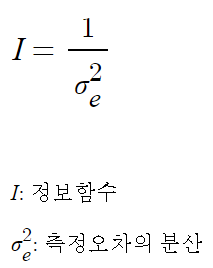 I = 1 / σ_e^2
I: 정보함수
σ_e^2: 측정오차의 분산